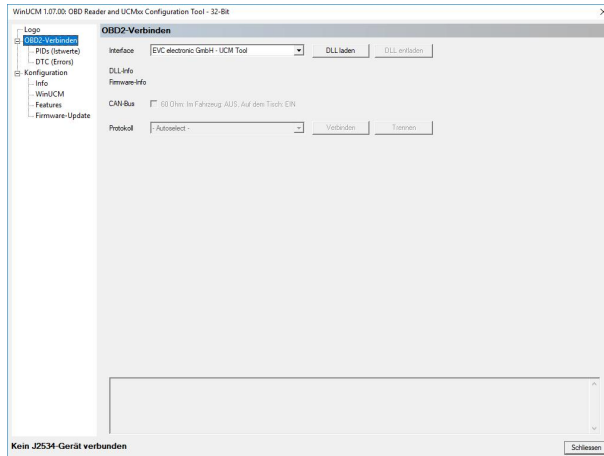 WinUCM 1.07.00: OBD Reader and UCMxx Configuration Tool - 32-Bit
Logo
OBD2-Verbinden
PIDs (Istwerte)
DTC (Errors)
Konfiguration
Info
WinUCM
Features
Firmware-Update
OBD2-Verbinden
Interface EVC electronic GmbH - UCM Tool DLL laden DLL entladen
DLL-Info
Firmware-Info
CAN-Bus 60 Ohm: Im Fahrzeug: AUS. Auf dem Tisch: EIN
Protokoll - Autoselect - Verbinden Trennen
Kein J2534-Gerät verbunden
Schliessen